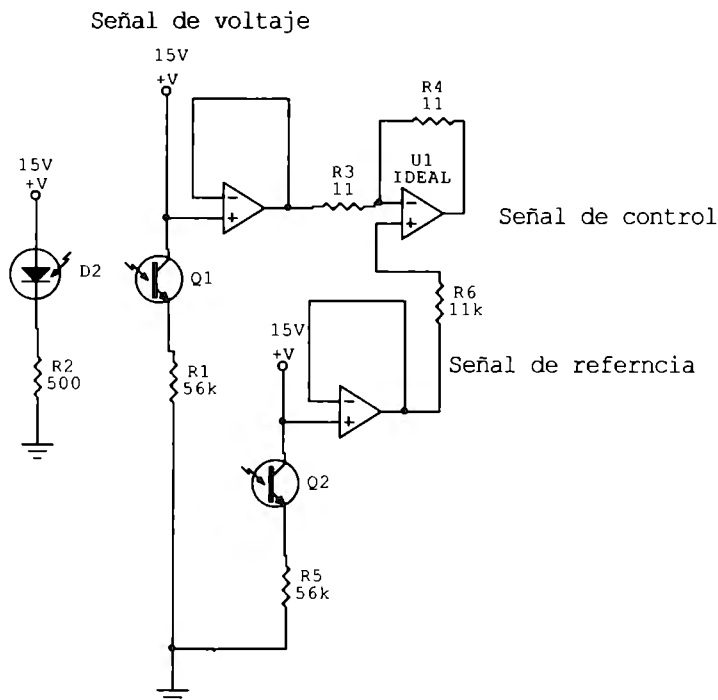 Señal de voltaje
15V
+V
R4
11
U1
IDEAL
R3
11
15V
+V
Señal de control
D2
Q1
R6
11k
15V
+V
R2
500
R1
56k
Señal de referncia
Q2
R5
56k